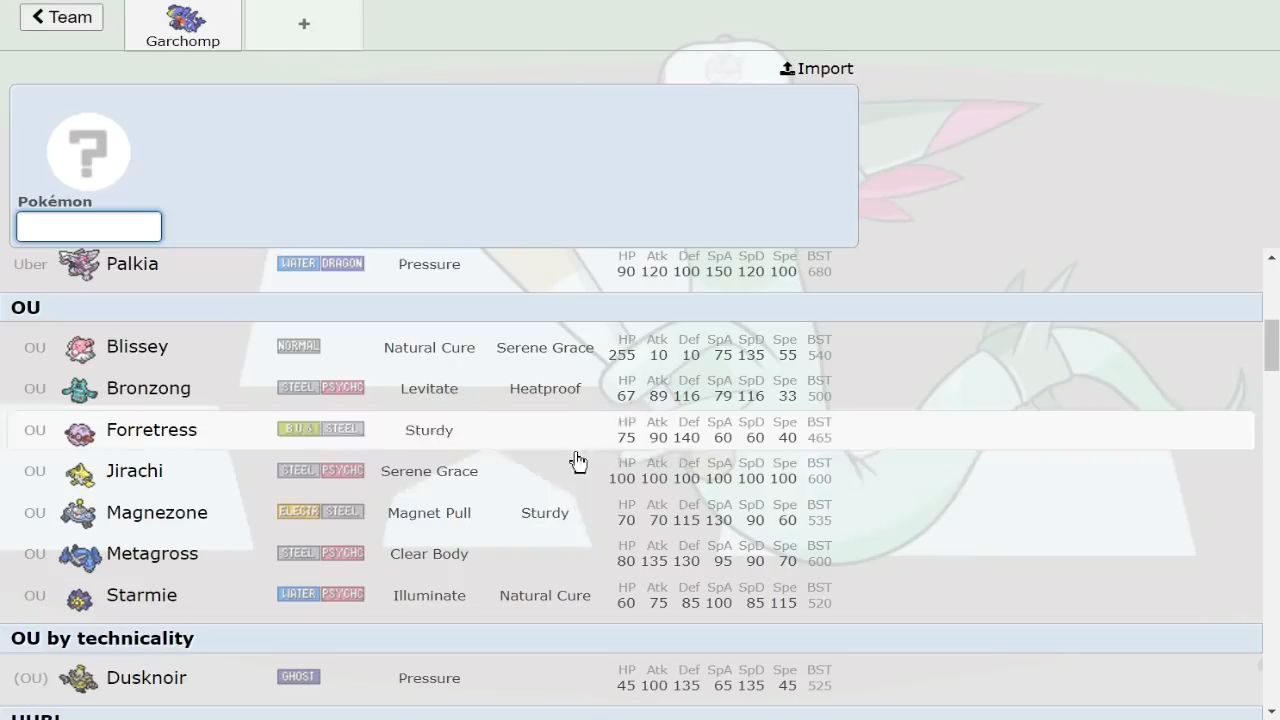 Team
Garchomp
+
Import
Pokémon
Uber Palkia WATER DRAGON Pressure HP 90 Atk 120 Def 100 SpA 150 SpD 120 Spe 100 BST 680
OU
OU Blissey NORMAL Natural Cure Serene Grace HP 255 Atk 10 Def 10 SpA 75 SpD 135 Spe 55 BST 540
OU Bronzong STEEL PSYCHC Levitate Heatproof HP 67 Atk 89 Def 116 SpA 79 SpD 116 Spe 33 BST 500
OU Forretress BUG STEEL Sturdy HP 75 Atk 90 Def 140 SpA 60 SpD 60 Spe 40 BST 465
OU Jirachi STEEL PSYCHC Serene Grace HP 100 Atk 100 Def 100 SpA 100 SpD 100 Spe 100 BST 600
OU Magnezone ELECTR STEEL Magnet Pull Sturdy HP 70 Atk 70 Def 115 SpA 130 SpD 90 Spe 60 BST 535
OU Metagross STEEL PSYCHC Clear Body HP 80 Atk 135 Def 130 SpA 95 SpD 90 Spe 70 BST 600
OU Starmie WATER PSYCHC Illuminate Natural Cure HP 60 Atk 75 Def 85 SpA 100 SpD 85 Spe 115 BST 520
OU by technicality
(OU) Dusknoir GHOST Pressure HP 45 Atk 100 Def 135 SpA 65 SpD 135 Spe 45 BST 525
UUBL